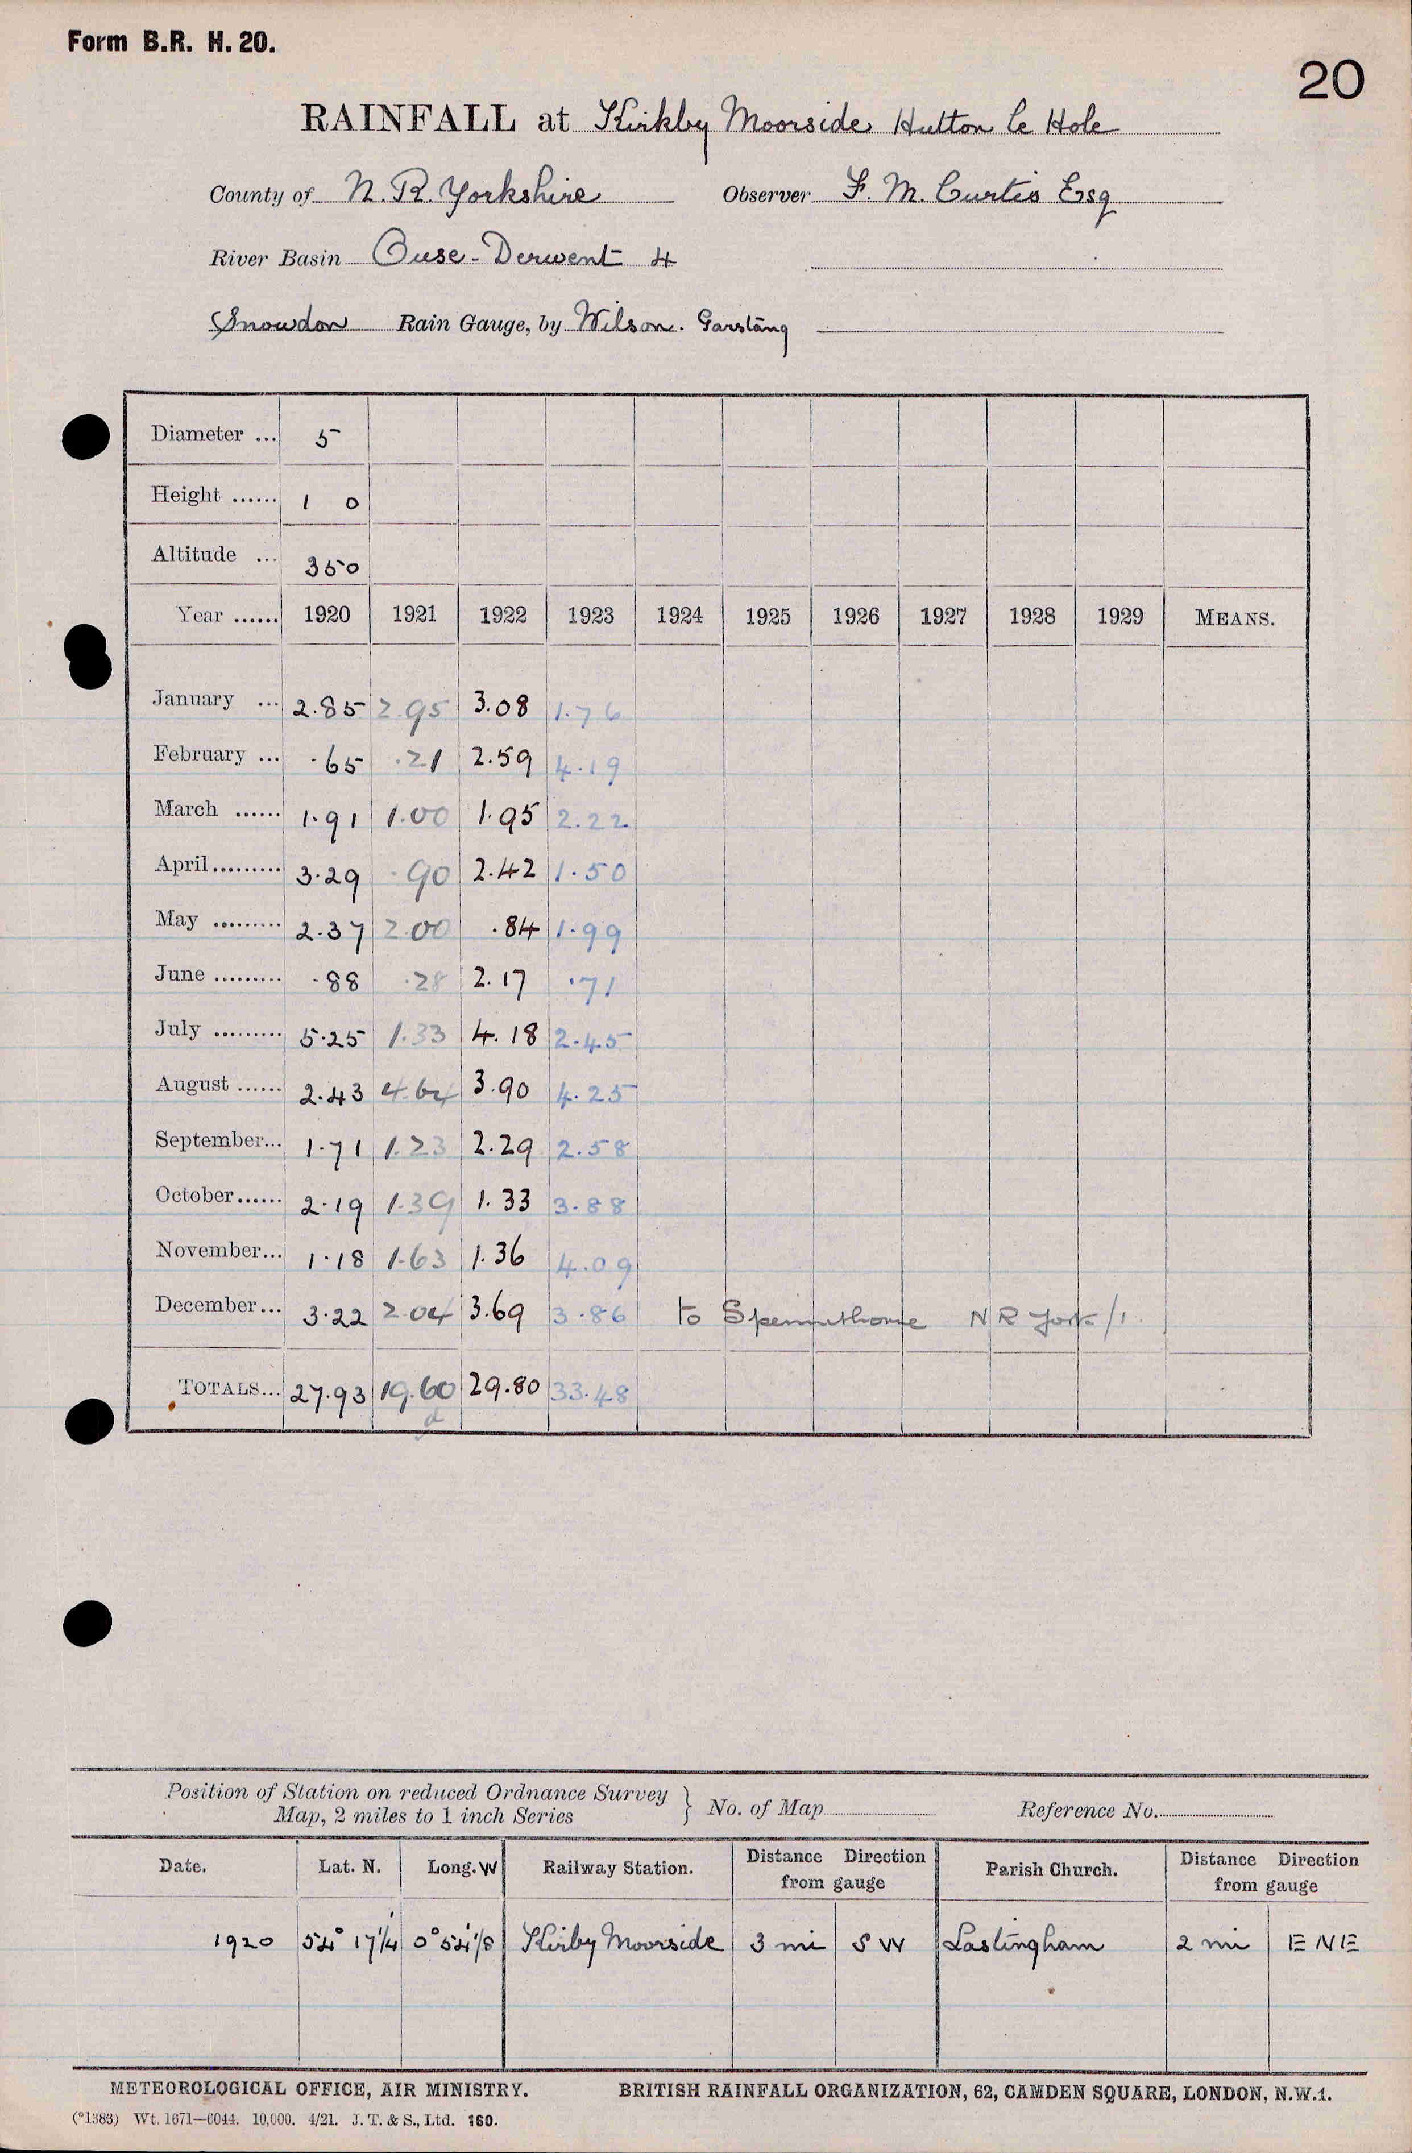 Form B.R. H. 20.
20
RAINFALL at Kirkby Moorside Hutton le Hole
County of N. R. Yorkshire Observer F. M. Curtis Esq
River Basin Ouse-Derwent 4
Snowdon Rain Gauge, by Wilson. Garstang
Diameter ... 5
Height ...... 1 0
Altitude ... 350
Year ...... 1920 1921 1922 1923 1924 1925 1926 1927 1928 1929 MEANS.
January ... 2.85 2.95 3.08 1.76
February ... .65 .21 2.59 4.19
March ...... 1.91 1.00 1.95 2.22
April......... 3.29 .90 2.42 1.50
May ......... 2.37 2.00 .84 1.99
June ......... .88 .28 2.17 .71
July ......... 5.25 1.33 4.18 2.45
August ...... 2.43 4.64 3.90 4.25
September... 1.71 1.23 2.29 2.58
October...... 2.19 1.39 1.33 3.88
November... 1.18 1.63 1.36 4.09
December... 3.22 2.04 3.69 3.86 to Spennithorne N R York/1
TOTALS... 27.93 19.60 29.80 33.48
Position of Station on reduced Ordnance Survey
Map, 2 miles to 1 inch Series } No. of Map Reference No.
Date. Lat. N. Long. W Railway Station. Distance Direction from gauge Parish Church. Distance Direction from gauge
1920 54° 17 1/4' 0° 54 1/8' Kirby Moorside 3 mi S W Lastingham 2 mi E N E
METEOROLOGICAL OFFICE, AIR MINISTRY. BRITISH RAINFALL ORGANIZATION, 62, CAMDEN SQUARE, LONDON, N.W.1.
(*1383) Wt. 1671—6044. 10,000. 4/21. J. T. & S., Ltd. 160.